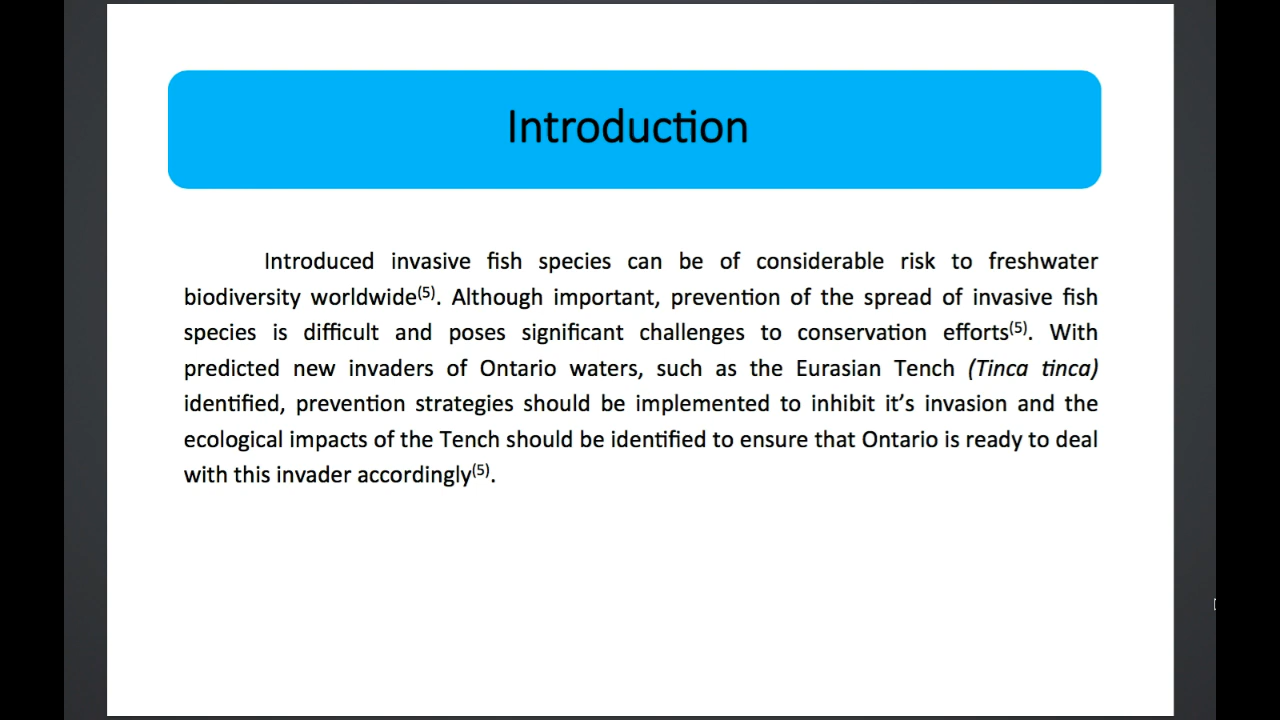 Introduction
Introduced invasive fish species can be of considerable risk to freshwater
biodiversity worldwide(5). Although important, prevention of the spread of invasive fish
species is difficult and poses significant challenges to conservation efforts(5). With
predicted new invaders of Ontario waters, such as the Eurasian Tench (Tinca tinca)
identified, prevention strategies should be implemented to inhibit it’s invasion and the
ecological impacts of the Tench should be identified to ensure that Ontario is ready to deal
with this invader accordingly(5).